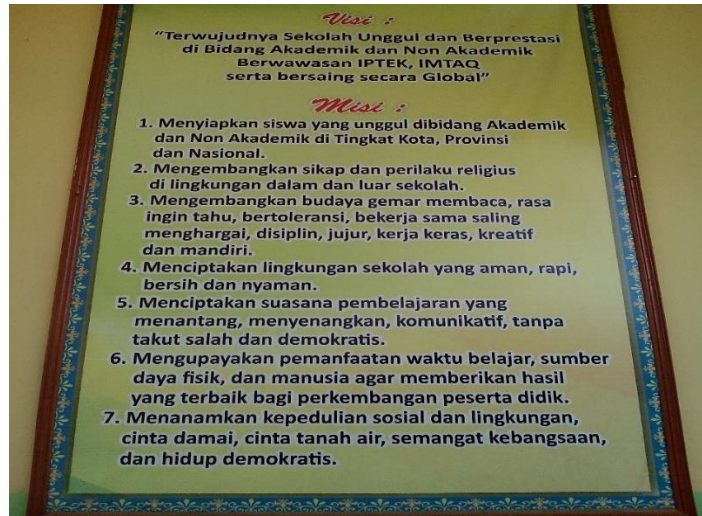 Visi :
"Terwujudnya Sekolah Unggul dan Berprestasi
di Bidang Akademik dan Non Akademik
Berwawasan IPTEK, IMTAQ
serta bersaing secara Global"
Misi :
1. Menyiapkan siswa yang unggul dibidang Akademik
dan Non Akademik di Tingkat Kota, Provinsi
dan Nasional.
2. Mengembangkan sikap dan perilaku religius
di lingkungan dalam dan luar sekolah.
3. Mengembangkan budaya gemar membaca, rasa
ingin tahu, bertoleransi, bekerja sama saling
menghargai, disiplin, jujur, kerja keras, kreatif
dan mandiri.
4. Menciptakan lingkungan sekolah yang aman, rapi,
bersih dan nyaman.
5. Menciptakan suasana pembelajaran yang
menantang, menyenangkan, komunikatif, tanpa
takut salah dan demokratis.
6. Mengupayakan pemanfaatan waktu belajar, sumber
daya fisik, dan manusia agar memberikan hasil
yang terbaik bagi perkembangan peserta didik.
7. Menanamkan kepedulian sosial dan lingkungan,
cinta damai, cinta tanah air, semangat kebangsaan,
dan hidup demokratis.